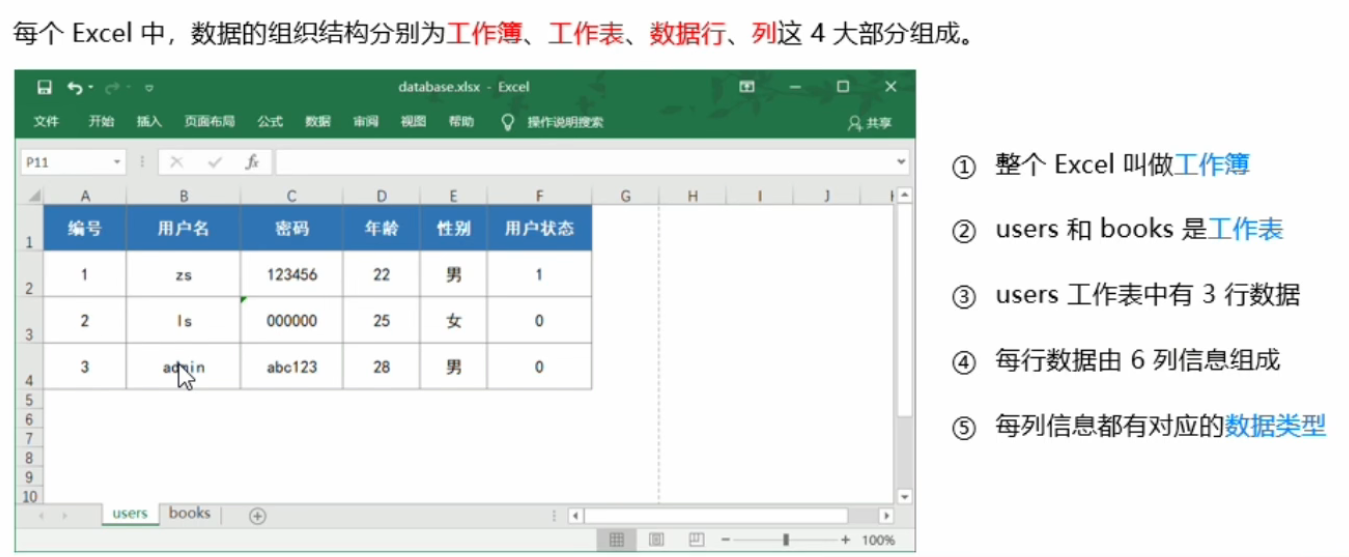 每个 Excel 中，数据的组织结构分别为工作簿、工作表、数据行、列这 4 大部分组成。
database.xlsx - Excel
文件 开始 插入 页面布局 公式 数据 审阅 视图 帮助 操作说明搜索 共享
P11 fx
A B C D E F G H I J K
1 编号 用户名 密码 年龄 性别 用户状态
2 1 zs 123456 22 男 1
3 2 ls 000000 25 女 0
4 3 admin abc123 28 男 0
5
6
7
8
9
10
users books
100%
① 整个 Excel 叫做工作簿
② users 和 books 是工作表
③ users 工作表中有 3 行数据
④ 每行数据由 6 列信息组成
⑤ 每列信息都有对应的数据类型